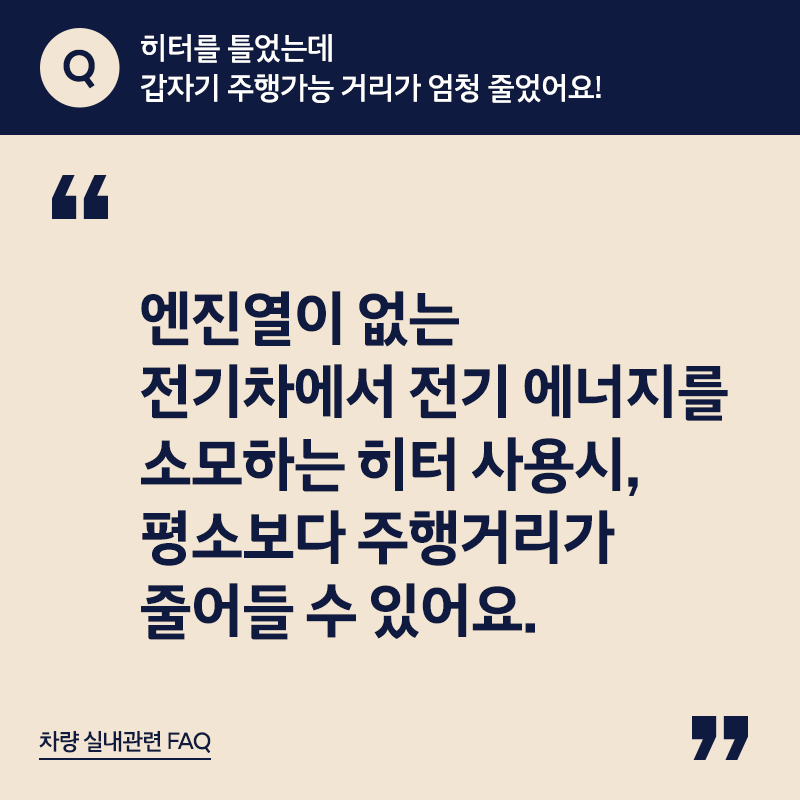 Q
히터를 틀었는데
갑자기 주행가능 거리가 엄청 줄었어요!
“
엔진열이 없는
전기차에서 전기 에너지를
소모하는 히터 사용시,
평소보다 주행거리가
줄어들 수 있어요.
”
차량 실내관련 FAQ